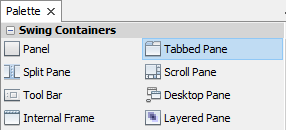 Palette
Swing Containers
Panel
Tabbed Pane
Split Pane
Scroll Pane
Tool Bar
Desktop Pane
Internal Frame
Layered Pane